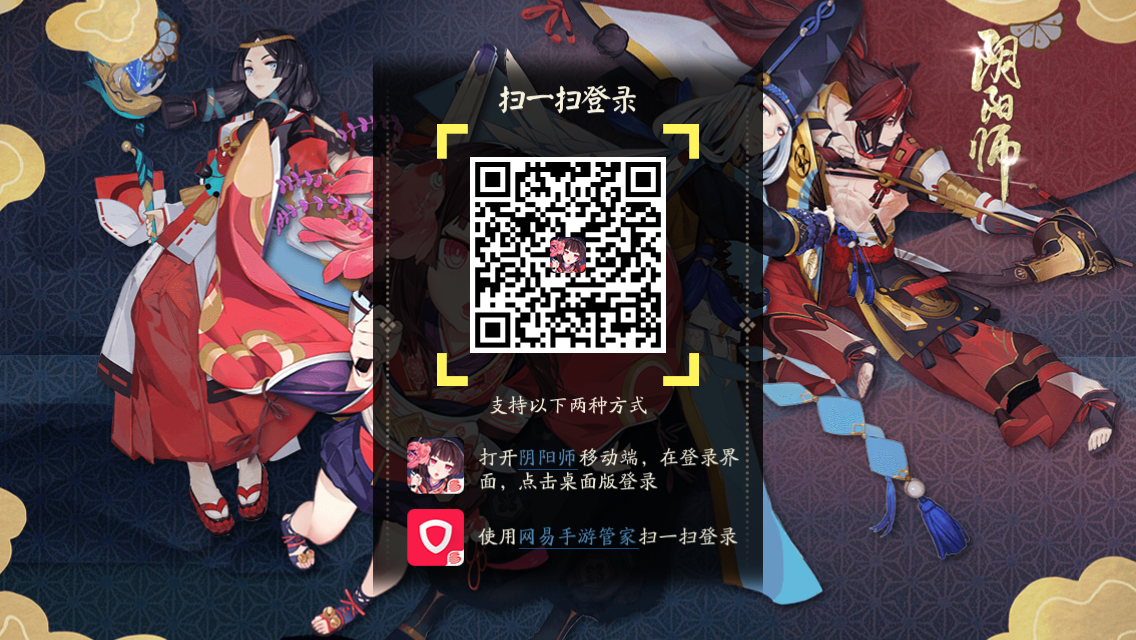 阴阳师
扫一扫登录
支持以下两种方式
打开阴阳师移动端，在登录界
面，点击桌面版登录
使用网易手游管家扫一扫登录